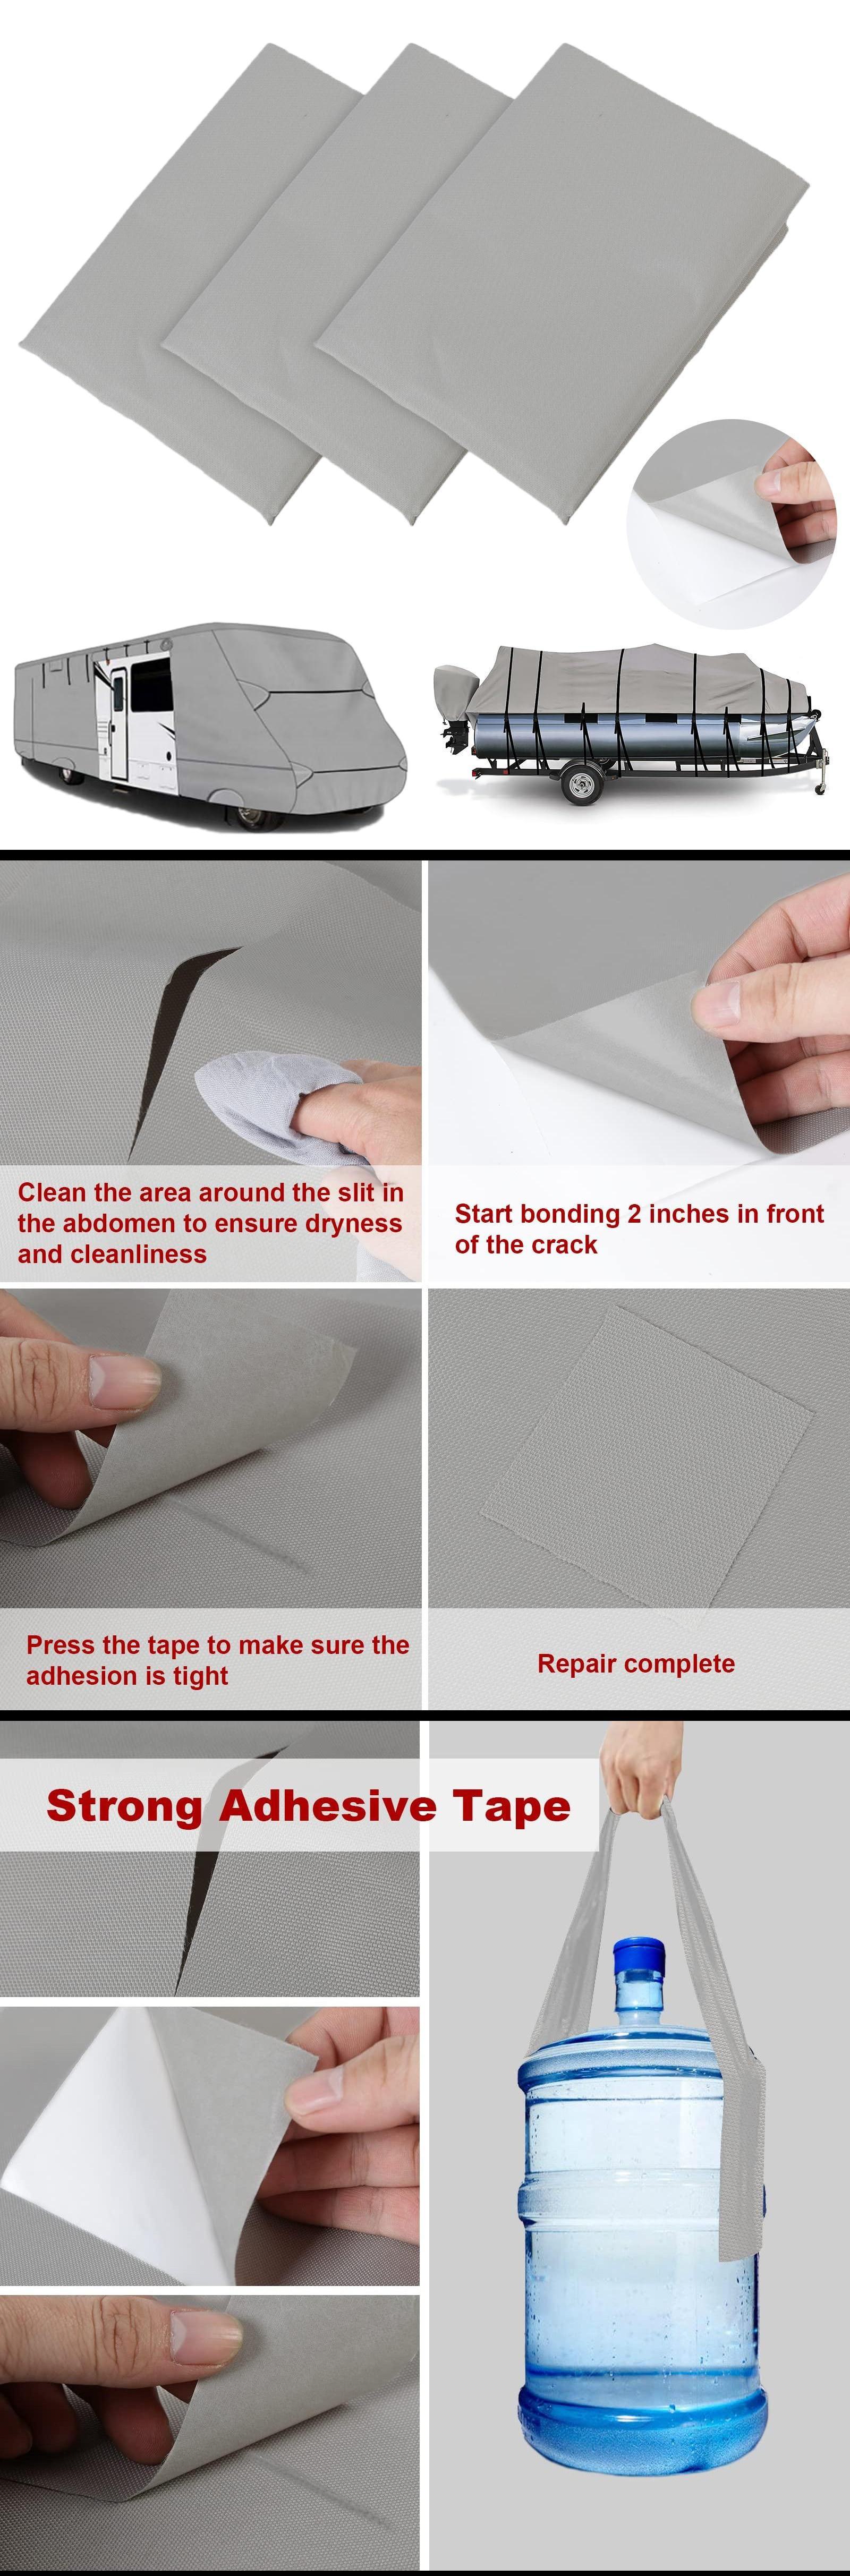 Clean the area around the slit in
the abdomen to ensure dryness
and cleanliness
Start bonding 2 inches in front
of the crack
Press the tape to make sure the
adhesion is tight
Repair complete
Strong Adhesive Tape